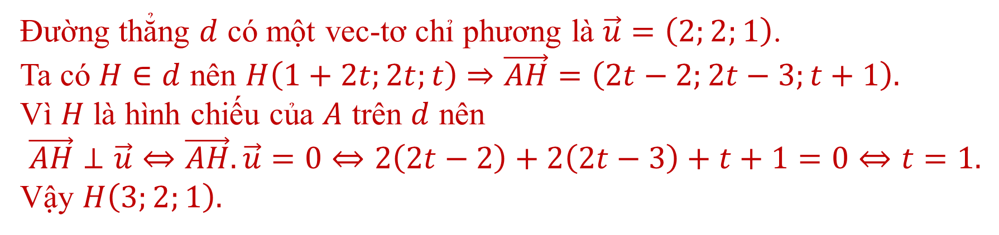 Đường thẳng 𝑑 có một vec-tơ chỉ phương là 𝑢⃗ = (2; 2; 1).
Ta có 𝐻 ∈ 𝑑 nên 𝐻(1 + 2𝑡; 2𝑡; 𝑡) ⇒ 𝐴𝐻⃗ = (2𝑡 − 2; 2𝑡 − 3; 𝑡 + 1).
Vì 𝐻 là hình chiếu của 𝐴 trên 𝑑 nên
𝐴𝐻⃗ ⊥ 𝑢⃗ ⇔ 𝐴𝐻⃗. 𝑢⃗ = 0 ⇔ 2(2𝑡 − 2) + 2(2𝑡 − 3) + 𝑡 + 1 = 0 ⇔ 𝑡 = 1.
Vậy 𝐻(3; 2; 1).